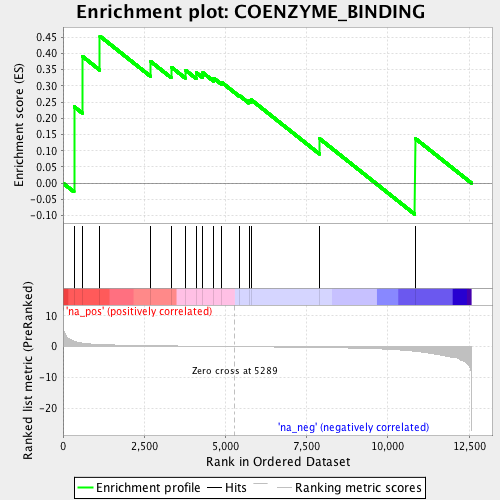 Enrichment plot: COENZYME_BINDING
Enrichment score (ES)
0.45
0.40
0.35
0.30
0.25
0.20
0.15
0.10
0.05
0.00
-0.05
-0.10
'na_pos' (positively correlated)
Ranked list metric (PreRanked)
10
5
0
-5
-10
-20
Zero cross at 5289
'na_neg' (negatively correlated)
0
2,500
5,000
7,500
10,000
12,500
Rank in Ordered Dataset
Enrichment profile
Hits
Ranking metric scores